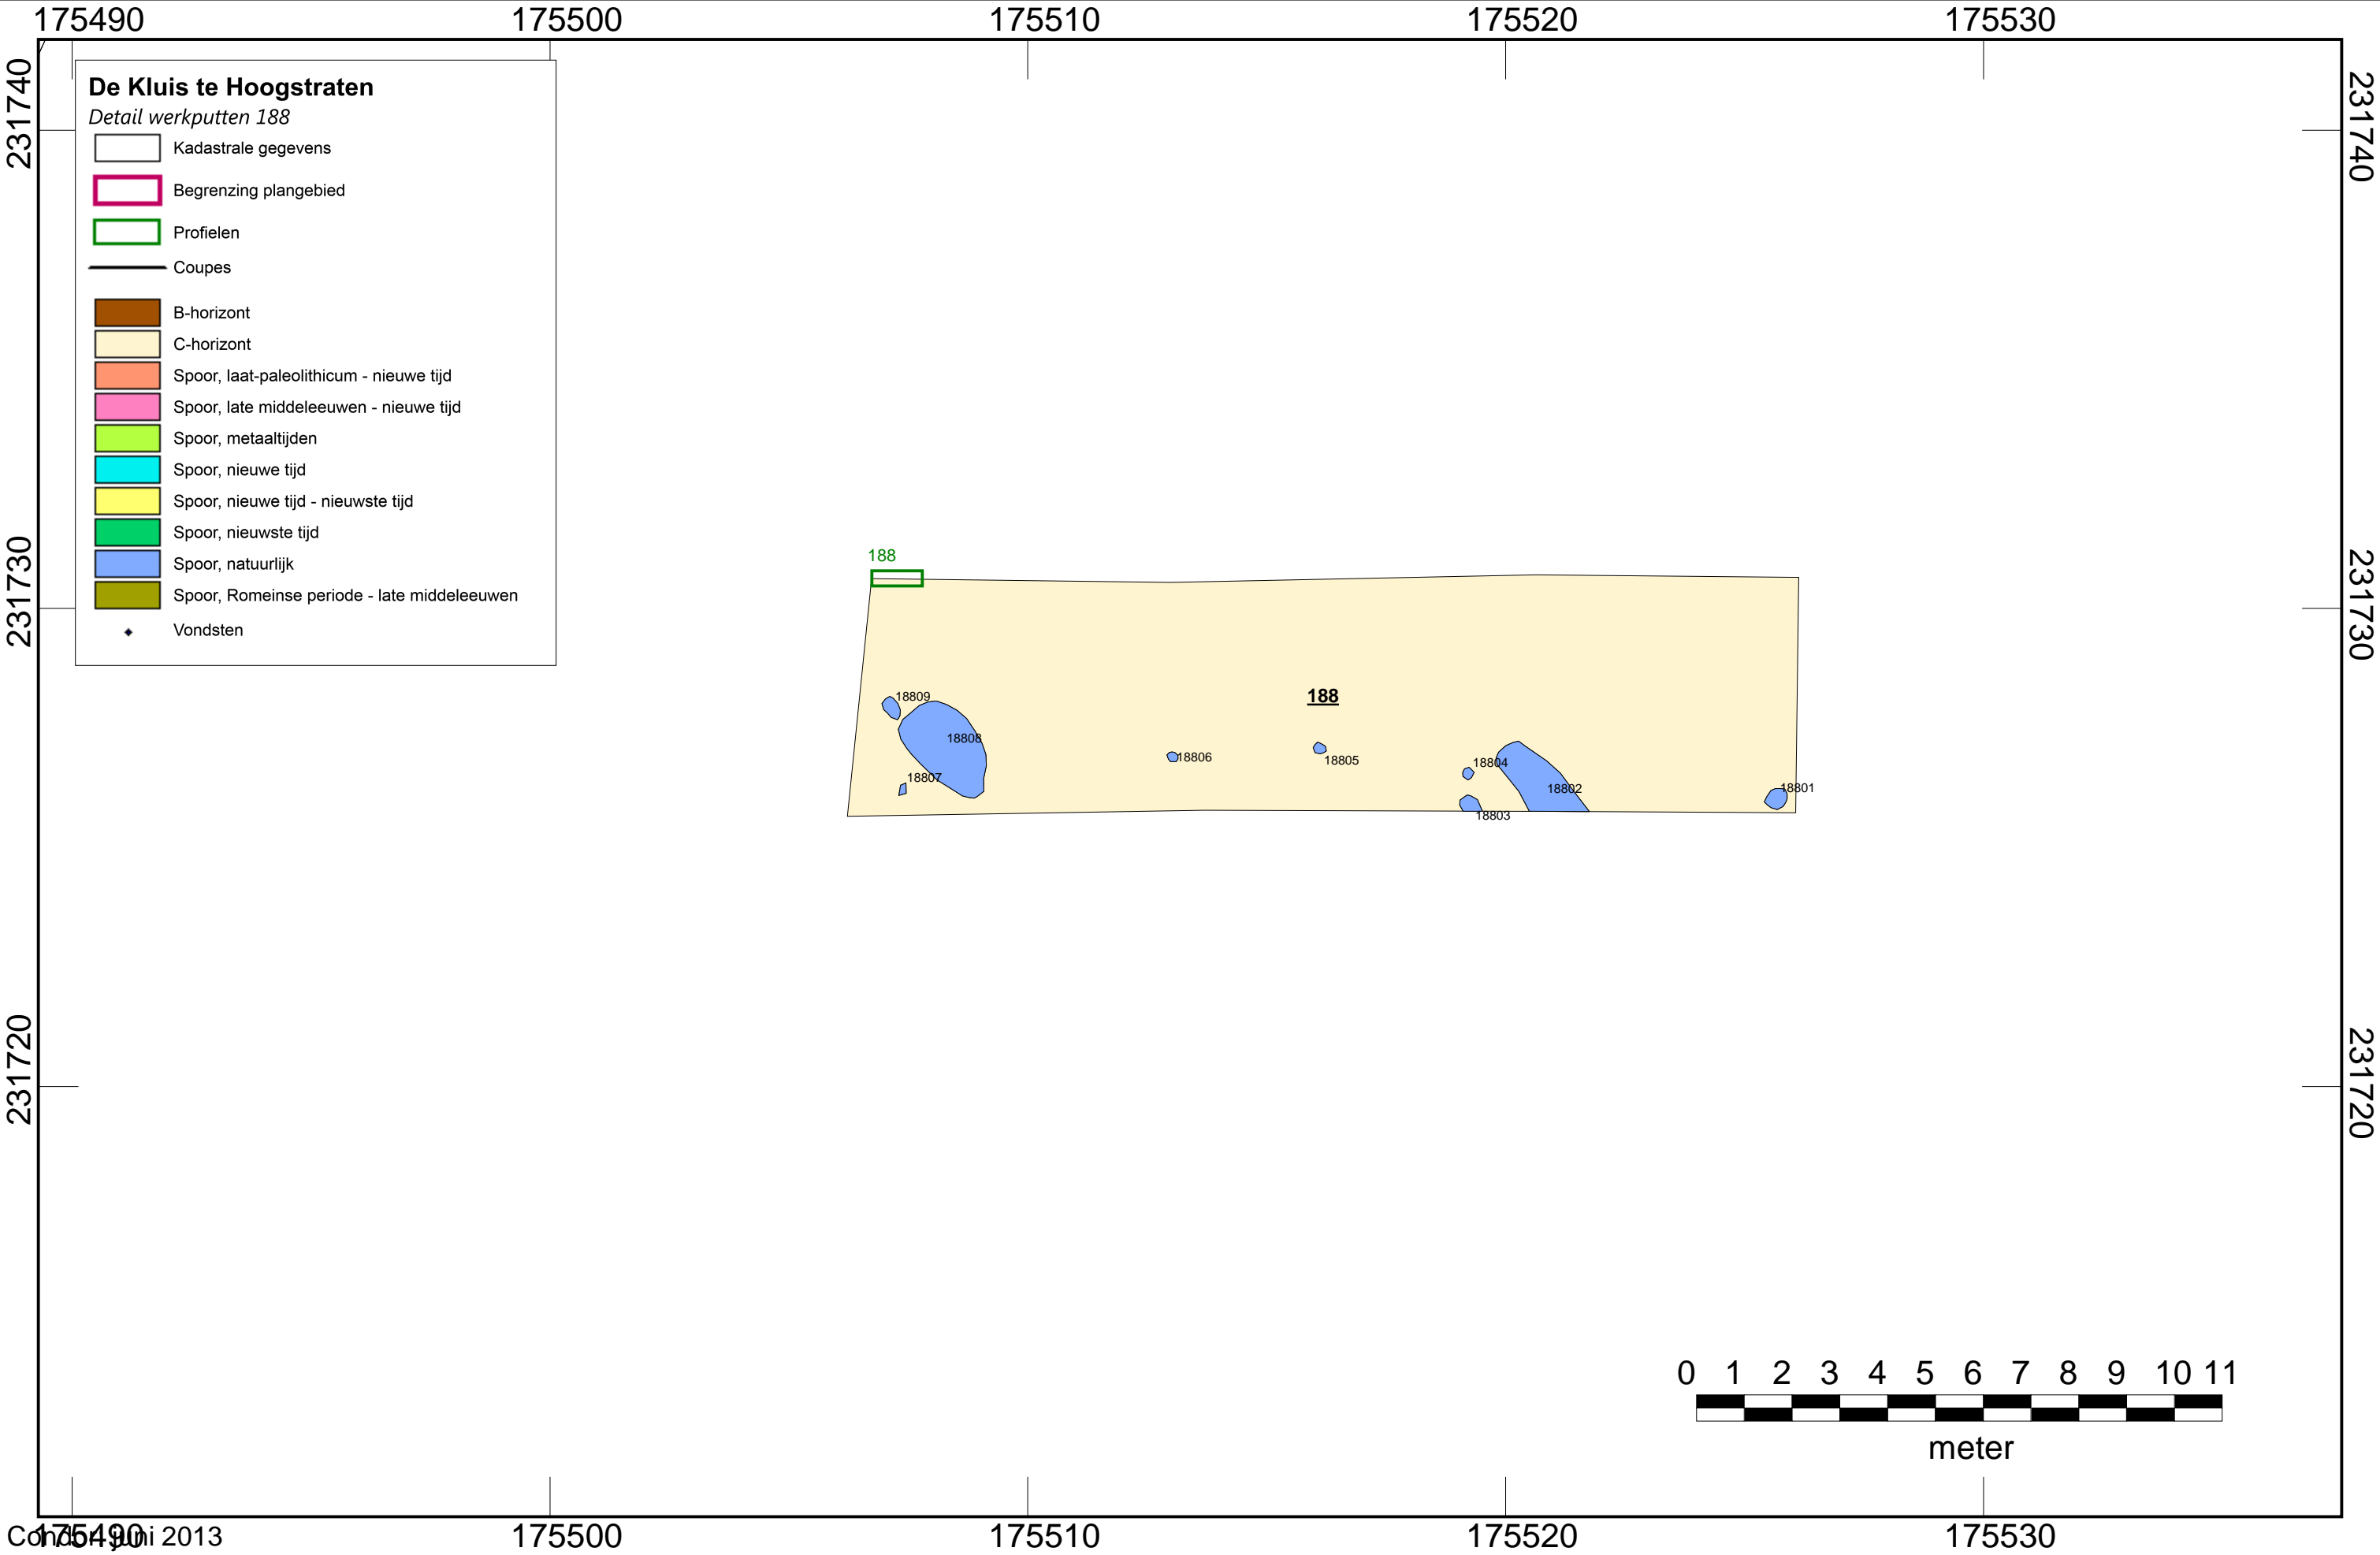 175490 175500 175510 175520 175530
231740
231740
De Kluis te Hoogstraten
Detail werkputten 188
Kadastrale gegevens
Begrenzing plangebied
Profielen
Coupes
B-horizont
C-horizont
Spoor, laat-paleolithicum - nieuwe tijd
Spoor, late middeleeuwen - nieuwe tijd
Spoor, metaaltijden
Spoor, nieuwe tijd
Spoor, nieuwe tijd - nieuwste tijd
Spoor, nieuwste tijd
Spoor, natuurlijk
Spoor, Romeinse periode - late middeleeuwen
Vondsten
231730
231730
188
188
18809
18808
18807
18806
18805
18804
18802
18803
18801
231720
231720
0 1 2 3 4 5 6 7 8 9 10 11
meter
Condor, juni 2013
175490 175500 175510 175520 175530